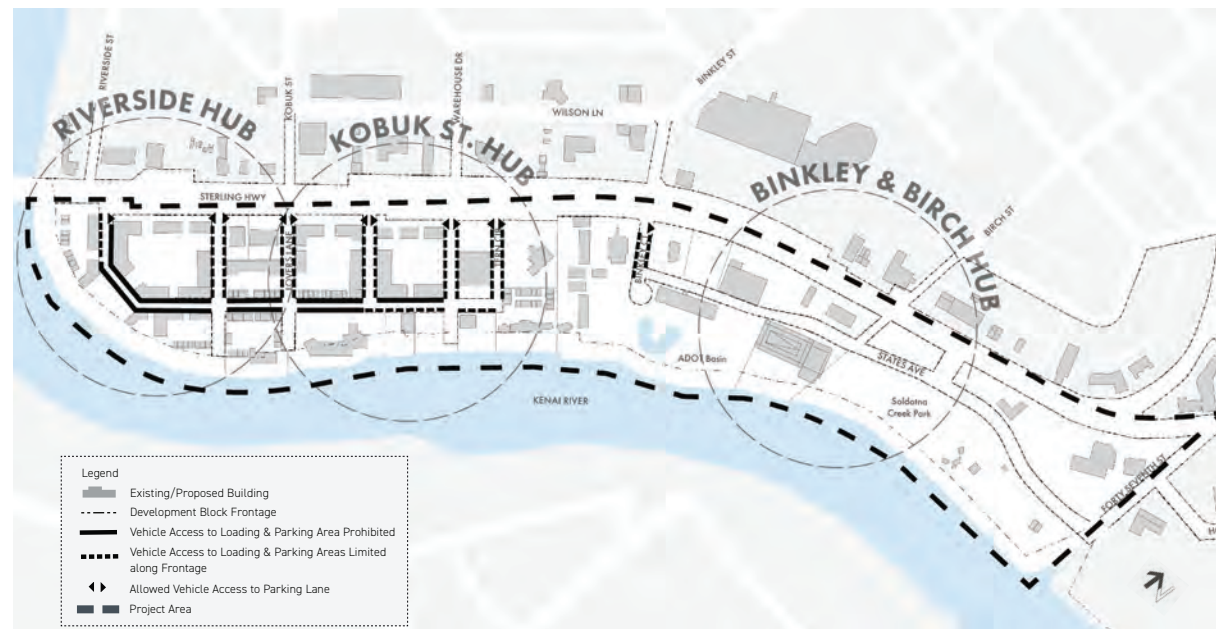 RIVERSIDE ST
KOBUK ST
WAREHOUSE DR
BINKLEY ST
WILSON LN
RIVERSIDE HUB
KOBUK ST. HUB
BINKLEY & BIRCH HUB
BIRCH ST
STERLING HWY
LOVERS LANE
ADOT Basin
STATES AVE
KENAI RIVER
Soldotna
Creek Park
FORTY SEVENTH ST
Legend
Existing/Proposed Building
Development Block Frontage
Vehicle Access to Loading & Parking Area Prohibited
Vehicle Access to Loading & Parking Areas Limited
along Frontage
Allowed Vehicle Access to Parking Lane
Project Area